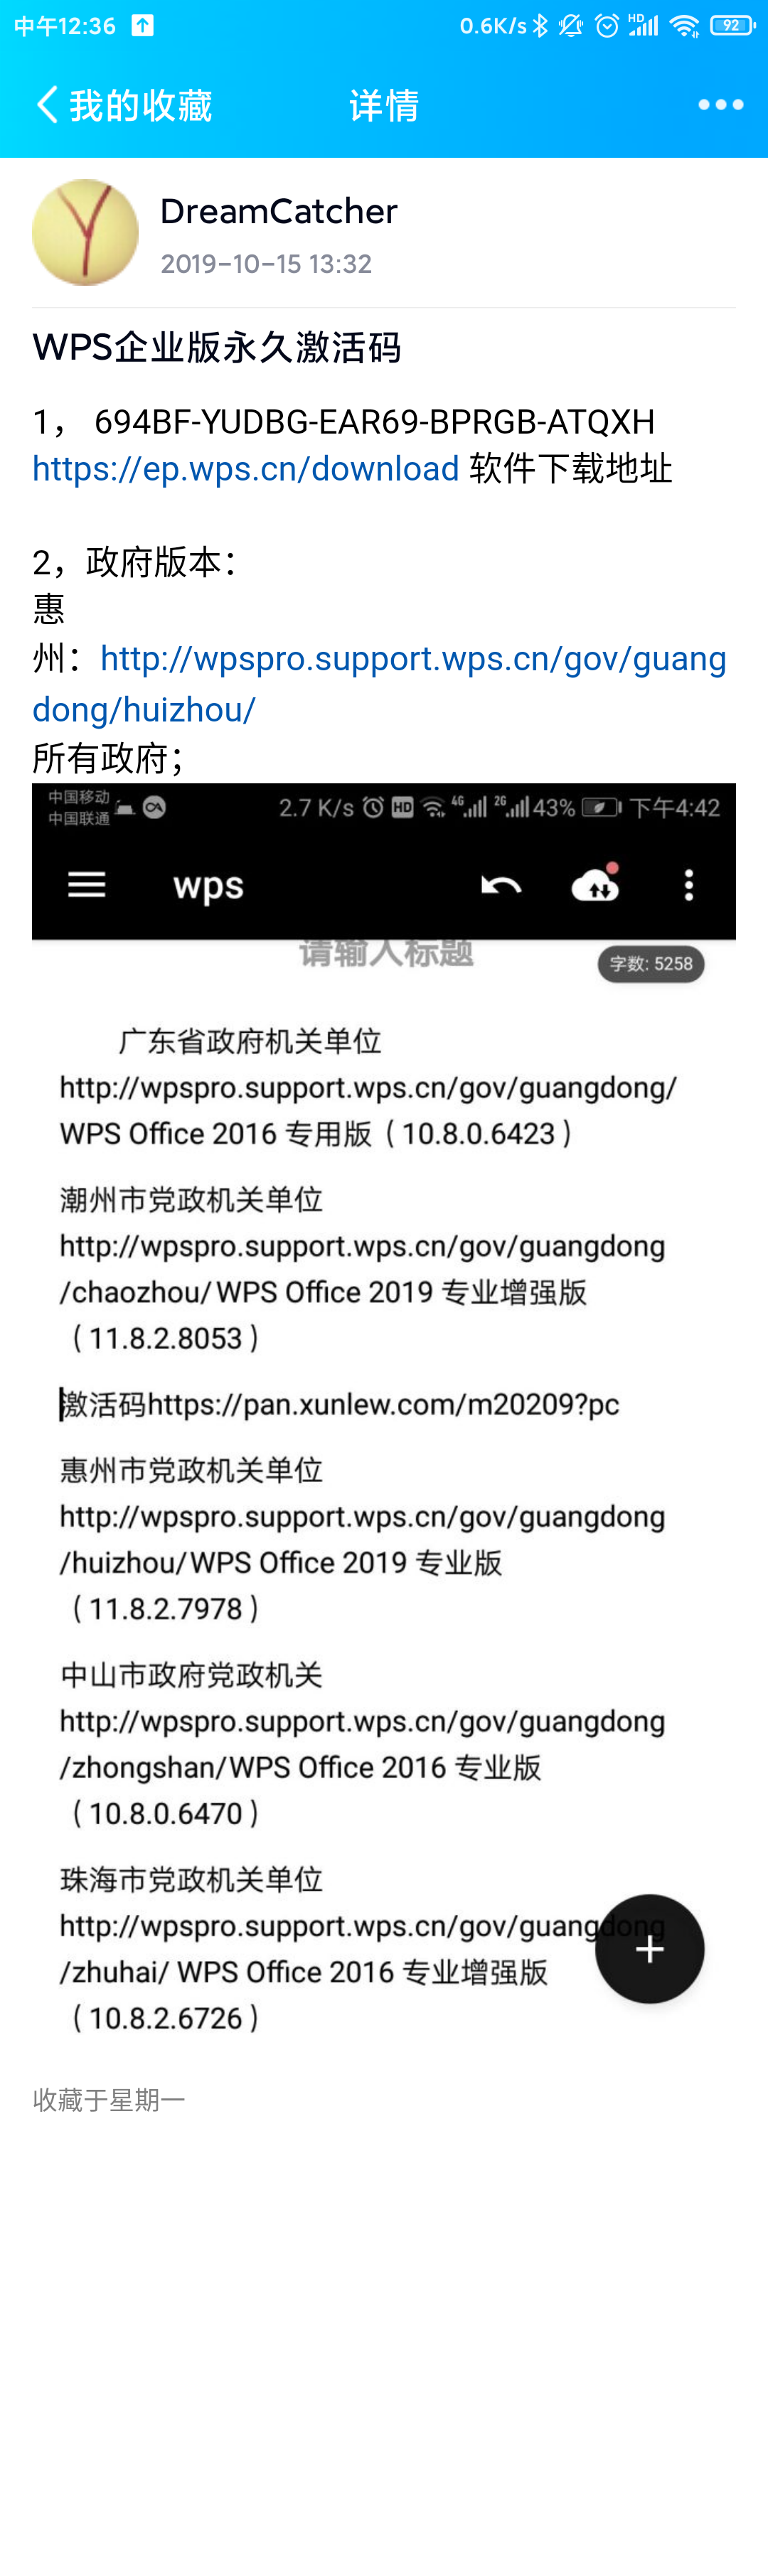 中午12:36
0.6K/s HD 92
我的收藏 详情
DreamCatcher
2019-10-15 13:32
WPS企业版永久激活码
1， 694BF-YUDBG-EAR69-BPRGB-ATQXH
https://ep.wps.cn/download 软件下载地址
2，政府版本：
惠
州：http://wpspro.support.wps.cn/gov/guang
dong/huizhou/
所有政府；
中国移动
中国联通
2.7 K/s HD 4G 2G 43% 下午4:42
wps
请输入标题
字数: 5258
广东省政府机关单位
http://wpspro.support.wps.cn/gov/guangdong/
WPS Office 2016 专用版（10.8.0.6423）
潮州市党政机关单位
http://wpspro.support.wps.cn/gov/guangdong
/chaozhou/ WPS Office 2019 专业增强版
（11.8.2.8053）
激活码https://pan.xunlew.com/m20209?pc
惠州市党政机关单位
http://wpspro.support.wps.cn/gov/guangdong
/huizhou/ WPS Office 2019 专业版
（11.8.2.7978）
中山市政府党政机关
http://wpspro.support.wps.cn/gov/guangdong
/zhongshan/ WPS Office 2016 专业版
（10.8.0.6470）
珠海市党政机关单位
http://wpspro.support.wps.cn/gov/guangdong
/zhuhai/ WPS Office 2016 专业增强版
（10.8.2.6726）
收藏于星期一